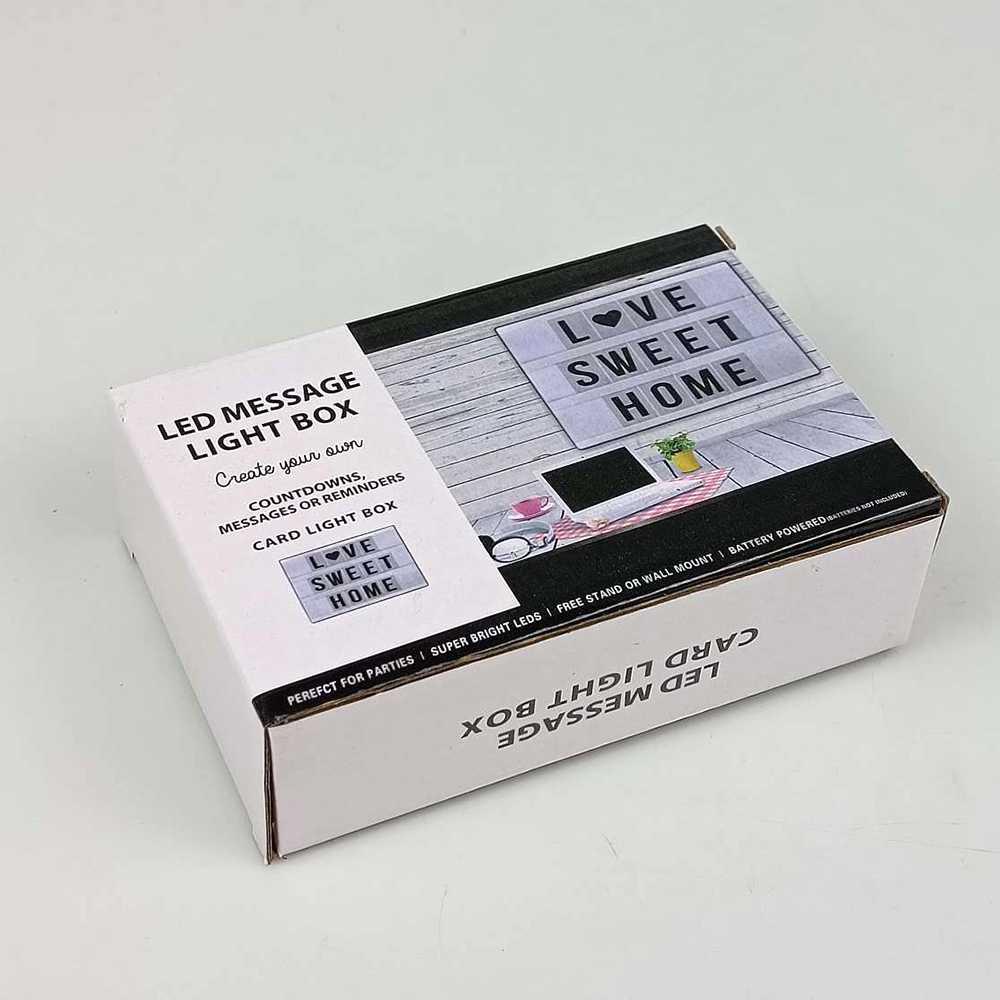 LED MESSAGE
LIGHT BOX
Create your own
COUNTDOWNS,
MESSAGES OR REMINDERS
CARD LIGHT BOX
L♥VE
SWEET
HOME
L♥VE
SWEET
HOME
PEREFCT FOR PARTIES | SUPER BRIGHT LEDS | FREE STAND OR WALL MOUNT | BATTERY POWERED (BATTERIES NOT INCLUDED)
LED MESSAGE
CARD LIGHT BOX